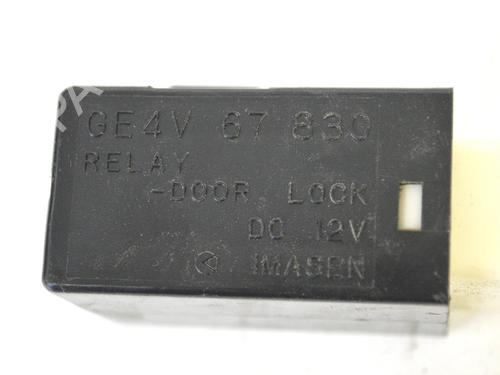 GE4V 67 830
RELAY
-DOOR LOCK
DC 12V
IMASEN